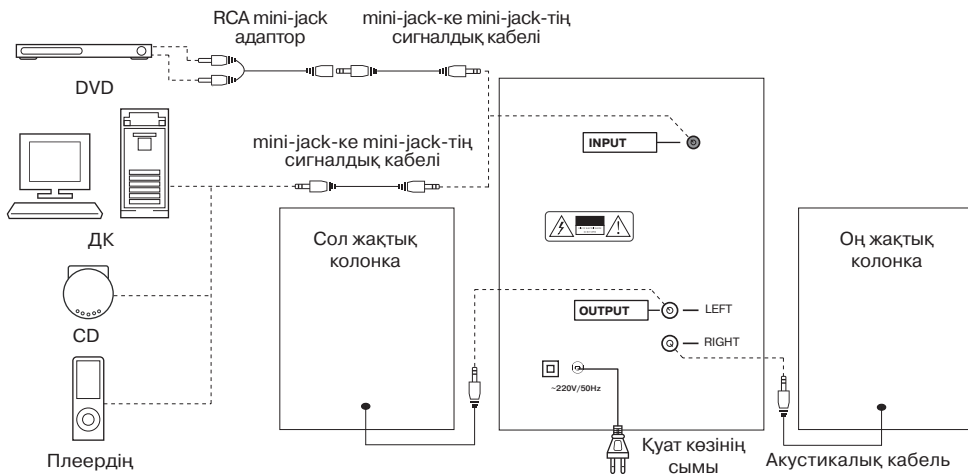 RCA mini-jack
адаптор
mini-jack-ке mini-jack-тің
сигналдық кабелі
DVD
mini-jack-ке mini-jack-тің
сигналдық кабелі
ДК
CD
Плеердің
Сол жақтық
колонка
INPUT
OUTPUT
LEFT
RIGHT
~220V/50Hz
Қуат көзінің
сымы
Оң жақтық
колонка
Акустикалық кабель